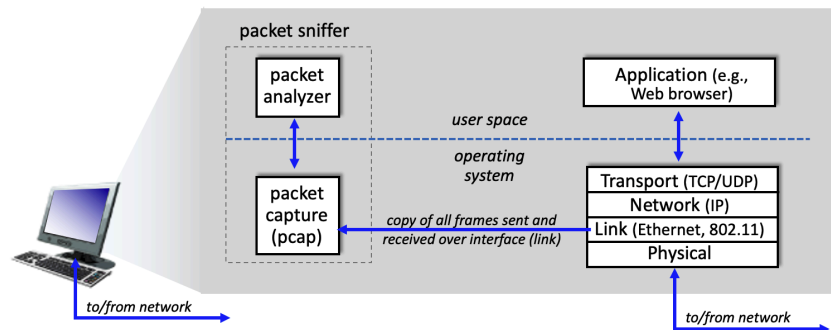 packet sniffer
packet
analyzer
Application (e.g.,
Web browser)
user space
operating
system
packet
capture
(pcap)
copy of all frames sent and
received over interface (link)
Transport (TCP/UDP)
Network (IP)
Link (Ethernet, 802.11)
Physical
to/from network
to/from network